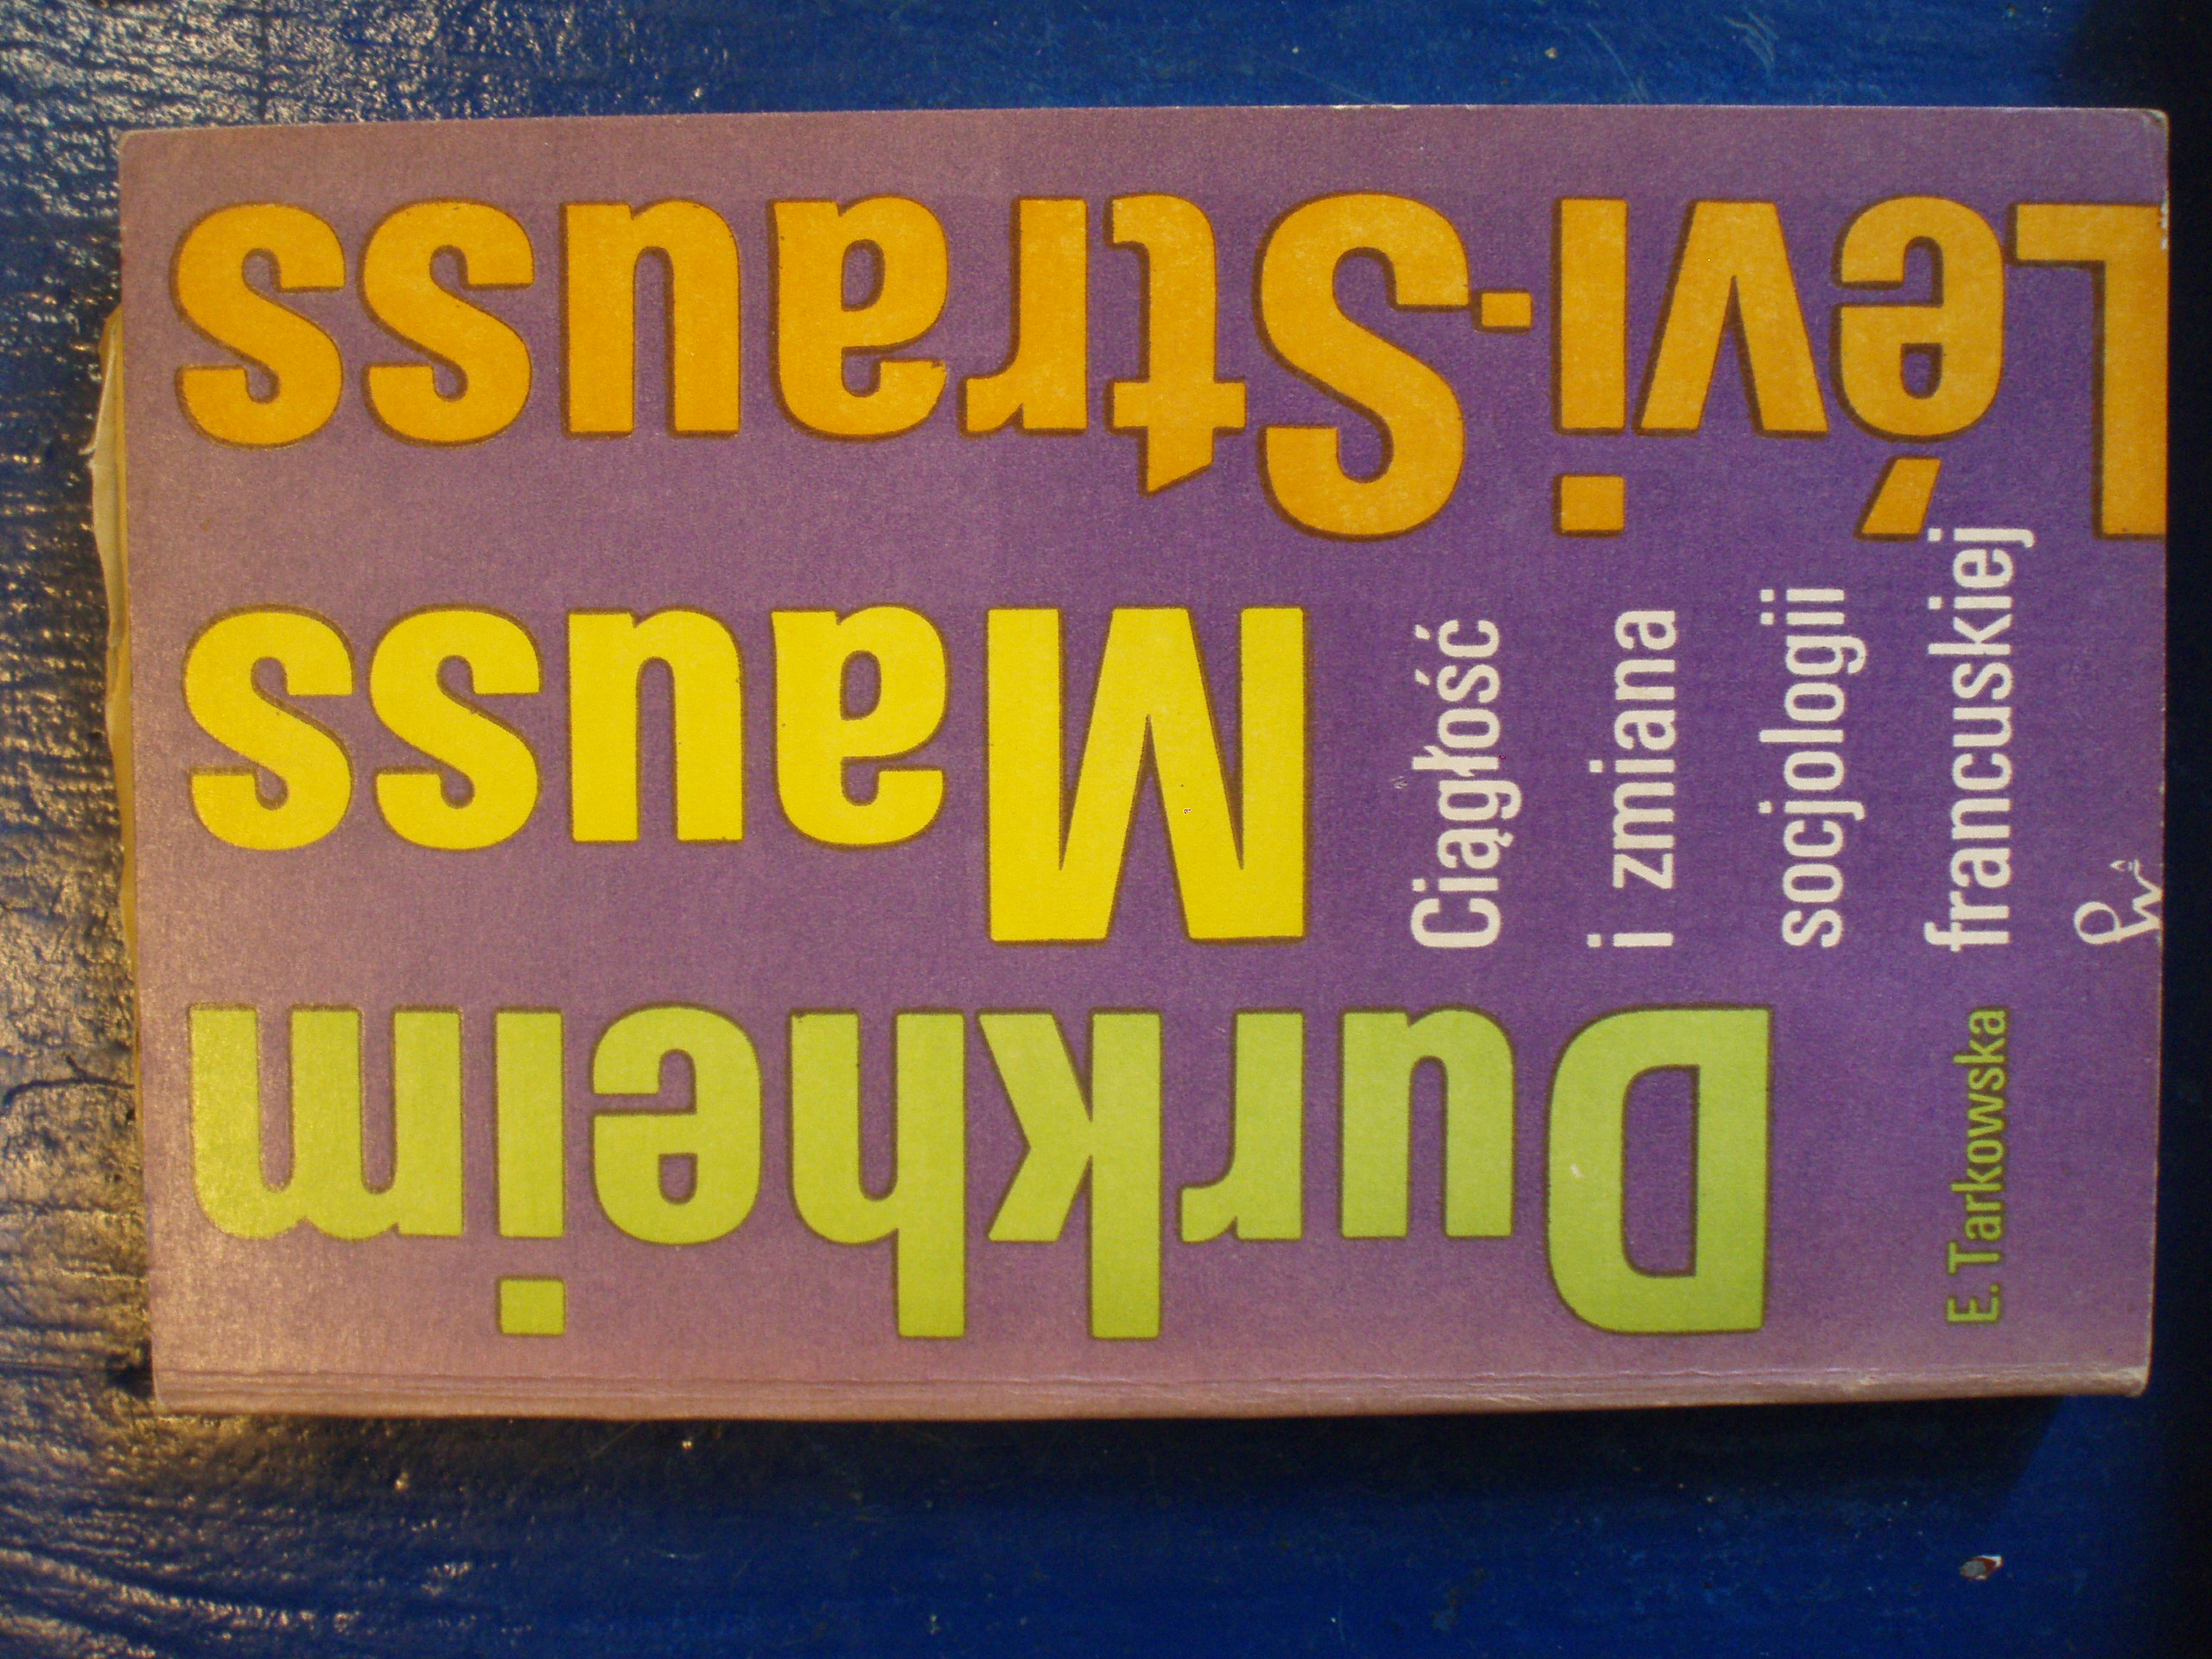 E. Tarkowska
Ciągłość
i zmiana
socjologii
francuskiej
Durkheim
Mauss
Lévi-Strauss